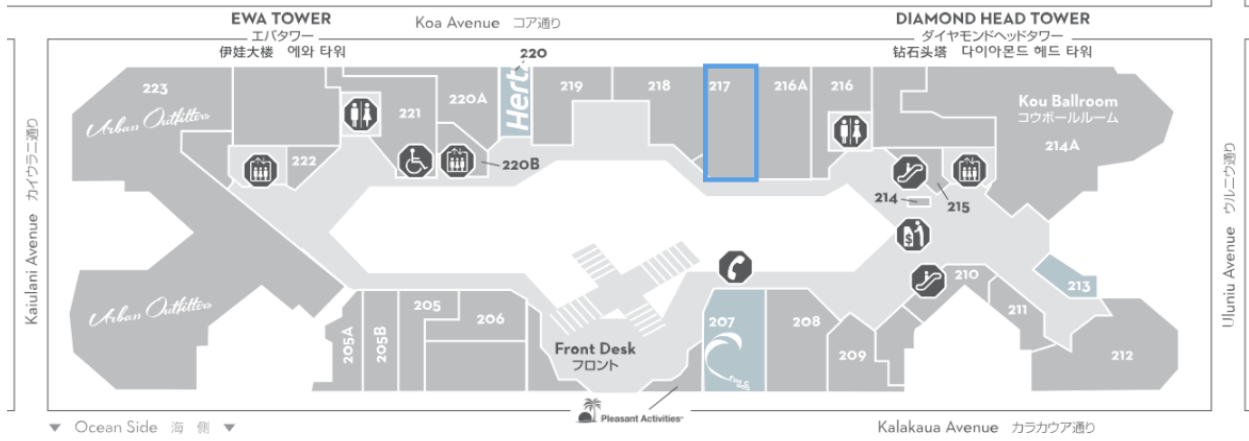 EWA TOWER
エバタワー
伊娃大楼 에와 타워
Koa Avenue コア通り
DIAMOND HEAD TOWER
ダイヤモンドヘッドタワー
钻石头塔 다이아몬드 헤드 타워
220
223
Urban Outfitters
221
220A
Hertz
219
218
217
216A
216
Kou Ballroom
コウボールルーム
214A
222
220B
214
215
Kaiulani Avenue カイウラニ通り
Uluniu Avenue ウルニウ通り
$
Urban Outfitters
205A
205B
205
206
Front Desk
フロント
207
208
209
210
211
213
212
Pleasant Activities
▼ Ocean Side 海側 ▼
Kalakaua Avenue カラカウア通り